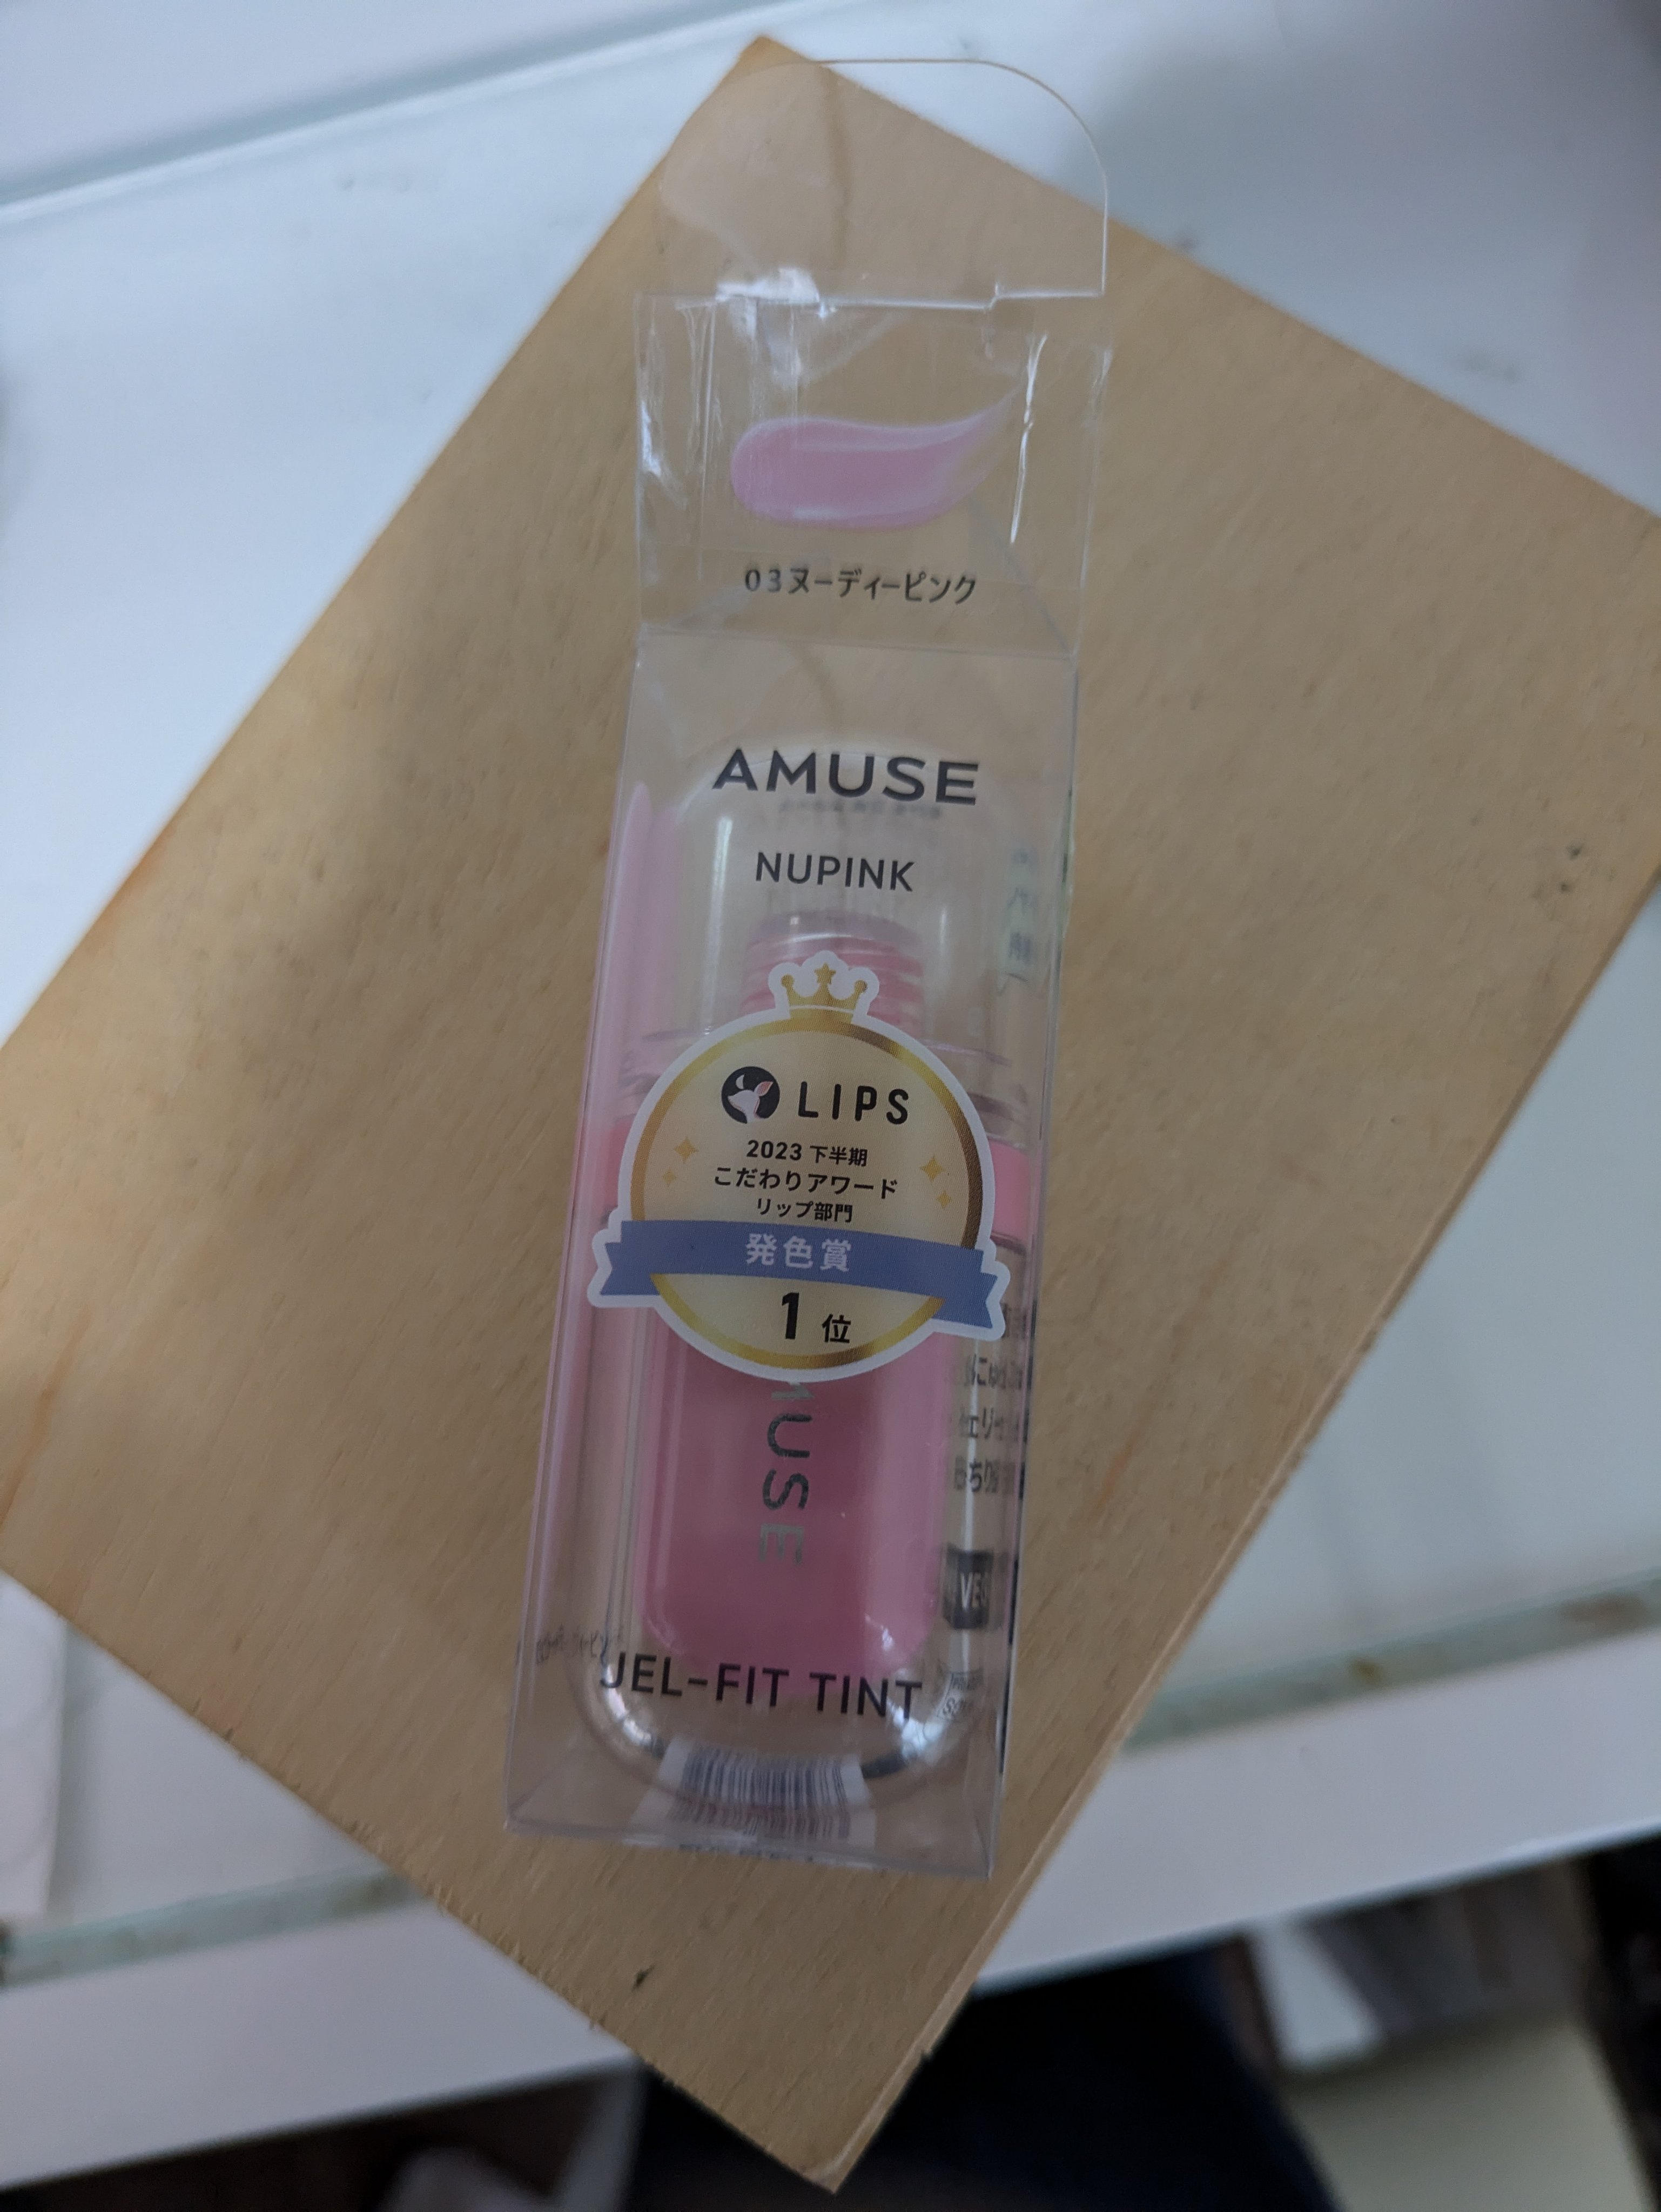 03ヌーディーピンク
AMUSE
NUPINK
LIPS
2023 下半期
こだわりアワード
リップ部門
発色賞
1位
MUSE
JEL-FIT TINT